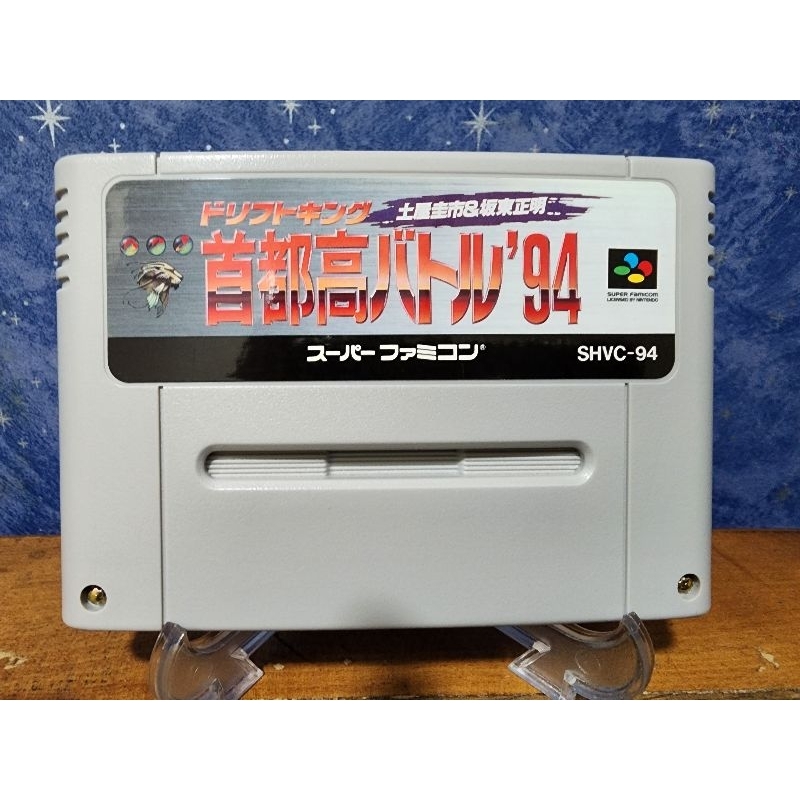 ドリフトキング 土屋圭市&坂東正明
首都高バトル'94
SUPER FAMICOM
LICENSED BY NINTENDO
スーパーファミコン® SHVC-94